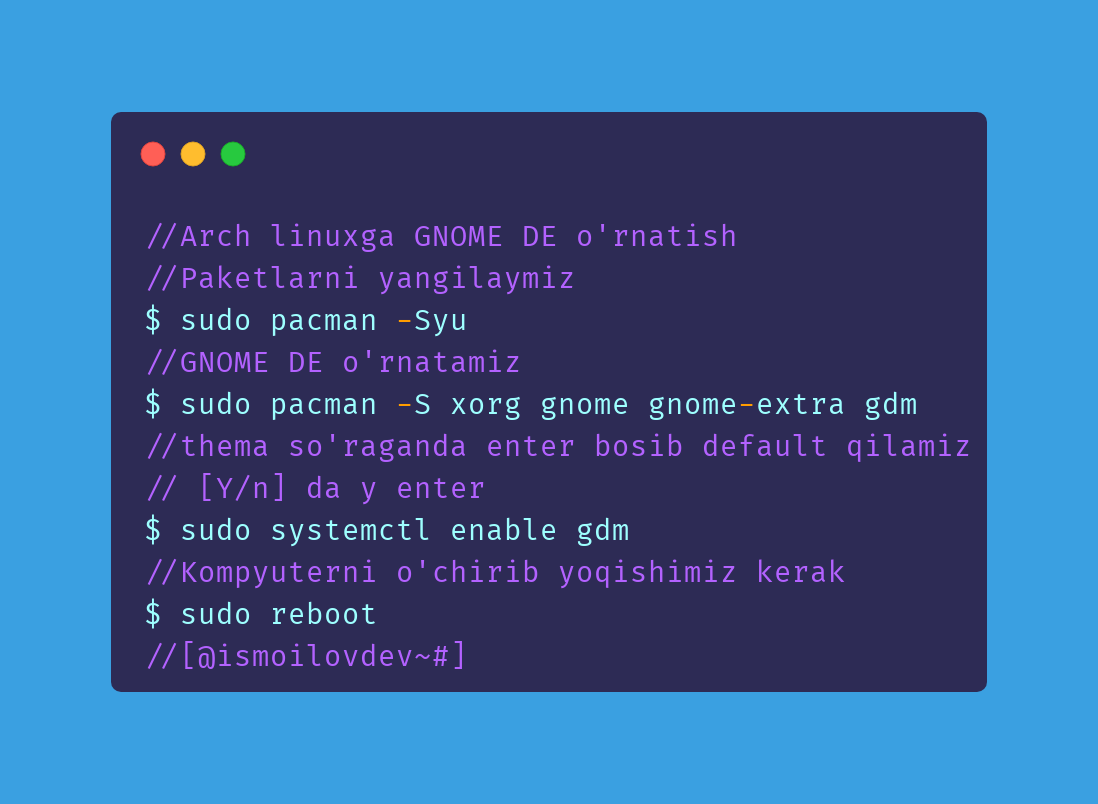 //Arch linuxga GNOME DE o'rnatish
//Paketlarni yangilaymiz
$ sudo pacman -Syu
//GNOME DE o'rnatamiz
$ sudo pacman -S xorg gnome gnome-extra gdm
//thema so'raganda enter bosib default qilamiz
// [Y/n] da y enter
$ sudo systemctl enable gdm
//Kompyuterni o'chirib yoqishimiz kerak
$ sudo reboot
//[@ismoilovdev~#]